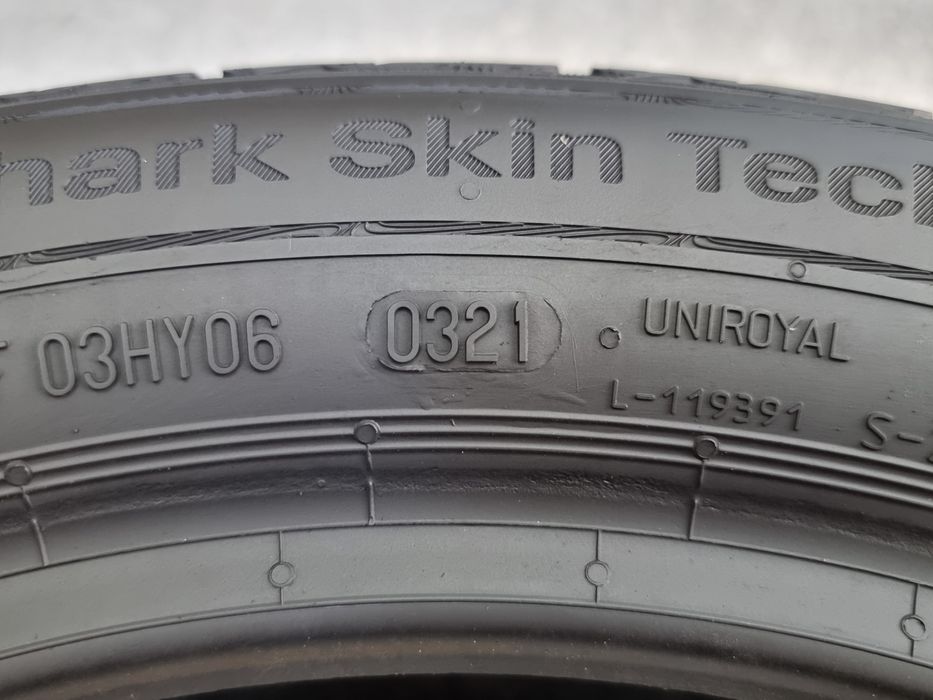 hark Skin Tec
03HY06 0321 UNIROYAL
L-119391 S-